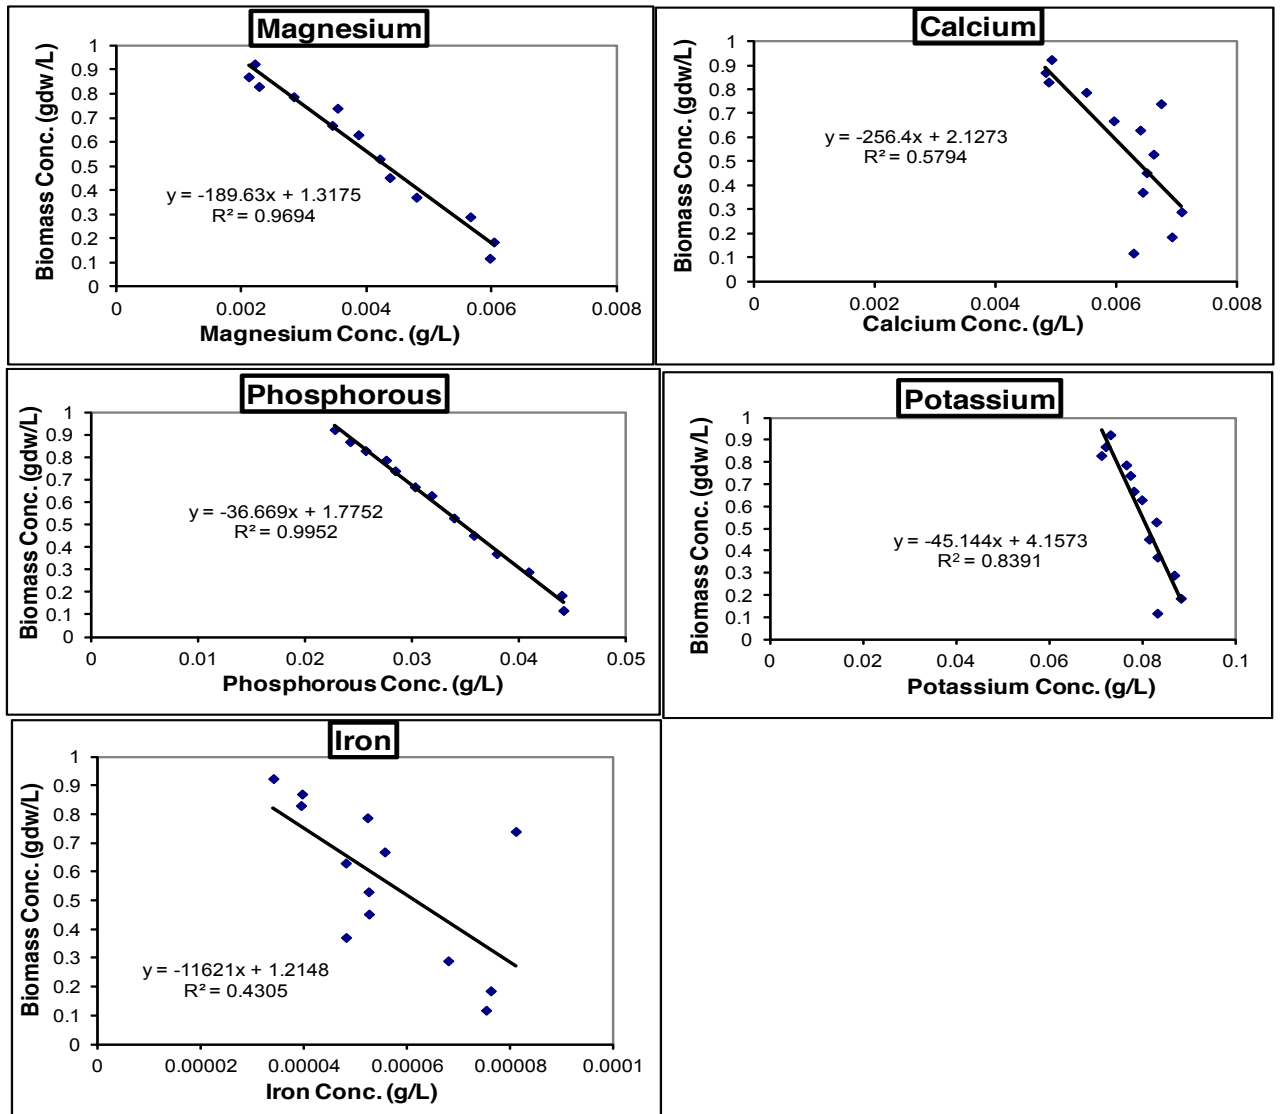 Magnesium
Biomass Conc. (gdw /L)
1
0.9
0.8
0.7
0.6
0.5
0.4
0.3
0.2
0.1
0
y = -189.63x + 1.3175
R² = 0.9694
0 0.002 0.004 0.006 0.008
Magnesium Conc. (g/L)
Calcium
Biomass Conc. (gdw/L)
1
0.9
0.8
0.7
0.6
0.5
0.4
0.3
0.2
0.1
0
y = -256.4x + 2.1273
R² = 0.5794
0 0.002 0.004 0.006 0.008
Calcium Conc. (g/L)
Phosphorous
Biomass Conc. (gdw/L)
1
0.9
0.8
0.7
0.6
0.5
0.4
0.3
0.2
0.1
0
y = -36.669x + 1.7752
R² = 0.9952
0 0.01 0.02 0.03 0.04 0.05
Phosphorous Conc. (g/L)
Potassium
Biomass Conc. (gdw/L)
1
0.9
0.8
0.7
0.6
0.5
0.4
0.3
0.2
0.1
0
y = -45.144x + 4.1573
R² = 0.8391
0 0.02 0.04 0.06 0.08 0.1
Potassium Conc. (g/L)
Iron
Biomass Conc. (gdw/L)
1
0.9
0.8
0.7
0.6
0.5
0.4
0.3
0.2
0.1
0
y = -11621x + 1.2148
R² = 0.4305
0 0.00002 0.00004 0.00006 0.00008 0.0001
Iron Conc. (g/L)